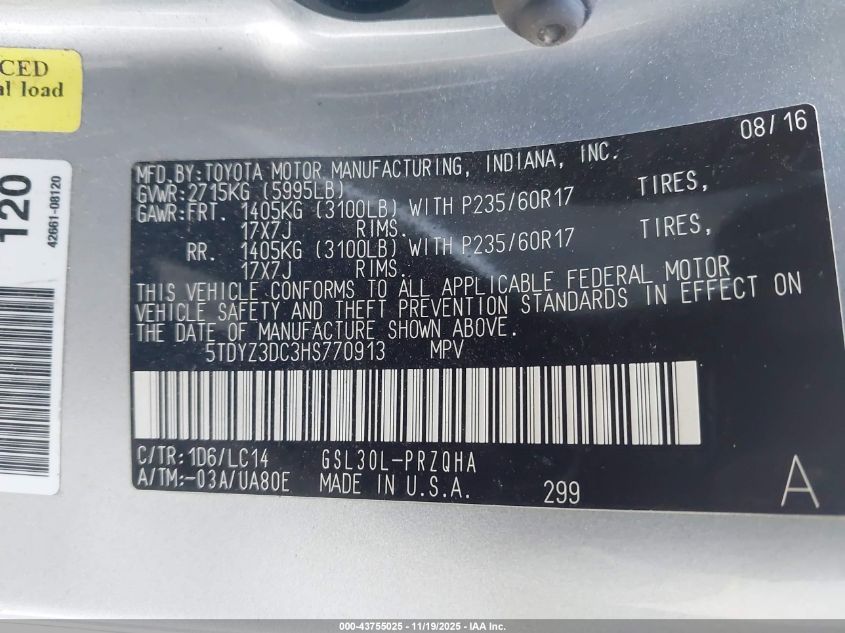 CED
al load
120
42661-08120
08/16
MFD.BY:TOYOTA MOTOR MANUFACTURING, INDIANA, INC.
GVWR:2715KG (5995LB)
GAWR:FRT. 1405KG (3100LB) WITH P235/60R17 TIRES,
17X7J RIMS.
RR. 1405KG (3100LB) WITH P235/60R17 TIRES,
17X7J RIMS.
THIS VEHICLE CONFORMS TO ALL APPLICABLE FEDERAL MOTOR
VEHICLE SAFETY AND THEFT PREVENTION STANDARDS IN EFFECT ON
THE DATE OF MANUFACTURE SHOWN ABOVE.
5TDYZ3DC3HS770913 MPV
C/TR:1D6/LC14 GSL30L-PRZQHA
A/TM:-03A/UA80E MADE IN U.S.A. 299 A
000-43755025 - 11/19/2025 - IAA Inc.